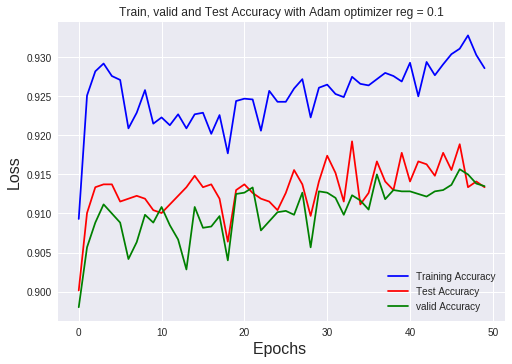 Train, valid and Test Accuracy with Adam optimizer reg = 0.1
Loss
0.930
0.925
0.920
0.915
0.910
0.905
0.900
0
10
20
30
40
50
Epochs
Training Accuracy
Test Accuracy
valid Accuracy